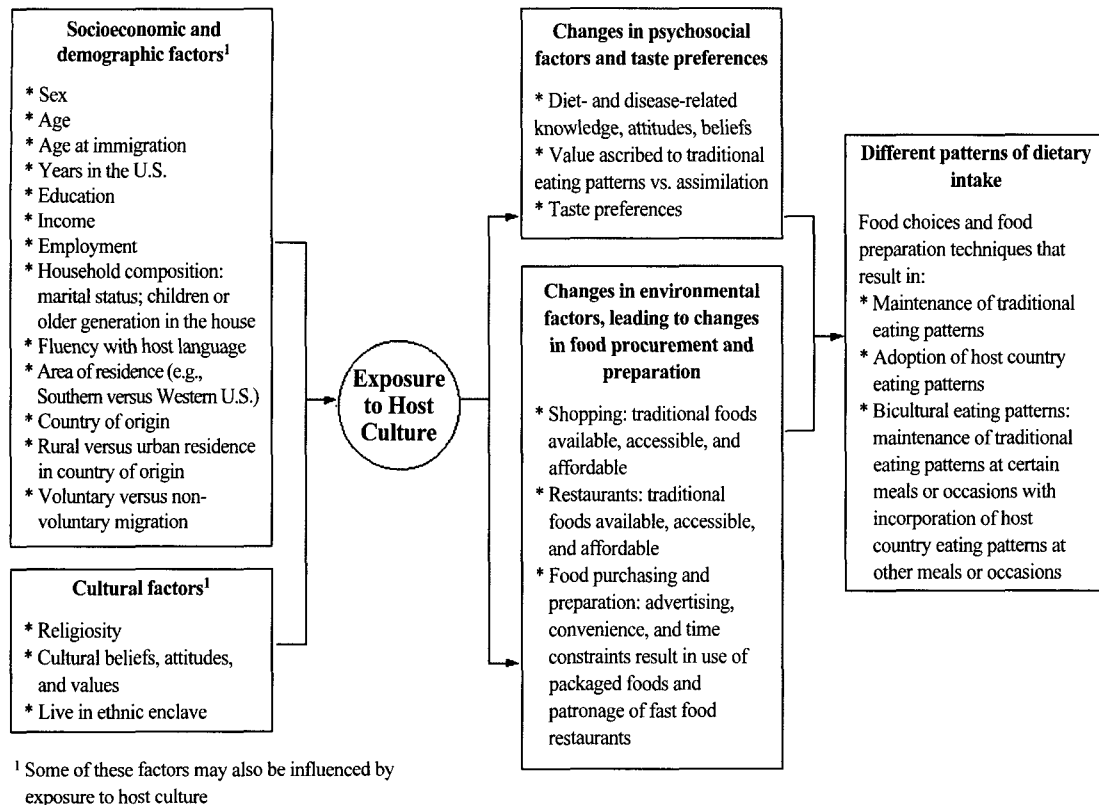 Socioeconomic and
demographic factors¹
* Sex
* Age
* Age at immigration
* Years in the U.S.
* Education
* Income
* Employment
* Household composition:
marital status; children or
older generation in the house
* Fluency with host language
* Area of residence (e.g.,
Southern versus Western U.S.)
* Country of origin
* Rural versus urban residence
in country of origin
* Voluntary versus non-
voluntary migration
Cultural factors¹
* Religiosity
* Cultural beliefs, attitudes,
and values
* Live in ethnic enclave
¹ Some of these factors may also be influenced by
exposure to host culture
Exposure
to Host
Culture
Changes in psychosocial
factors and taste preferences
* Diet- and disease-related
knowledge, attitudes, beliefs
* Value ascribed to traditional
eating patterns vs. assimilation
* Taste preferences
Changes in environmental
factors, leading to changes
in food procurement and
preparation
* Shopping: traditional foods
available, accessible, and
affordable
* Restaurants: traditional
foods available, accessible,
and affordable
* Food purchasing and
preparation: advertising,
convenience, and time
constraints result in use of
packaged foods and
patronage of fast food
restaurants
Different patterns of dietary
intake
Food choices and food
preparation techniques that
result in:
* Maintenance of traditional
eating patterns
* Adoption of host country
eating patterns
* Bicultural eating patterns:
maintenance of traditional
eating patterns at certain
meals or occasions with
incorporation of host
country eating patterns at
other meals or occasions